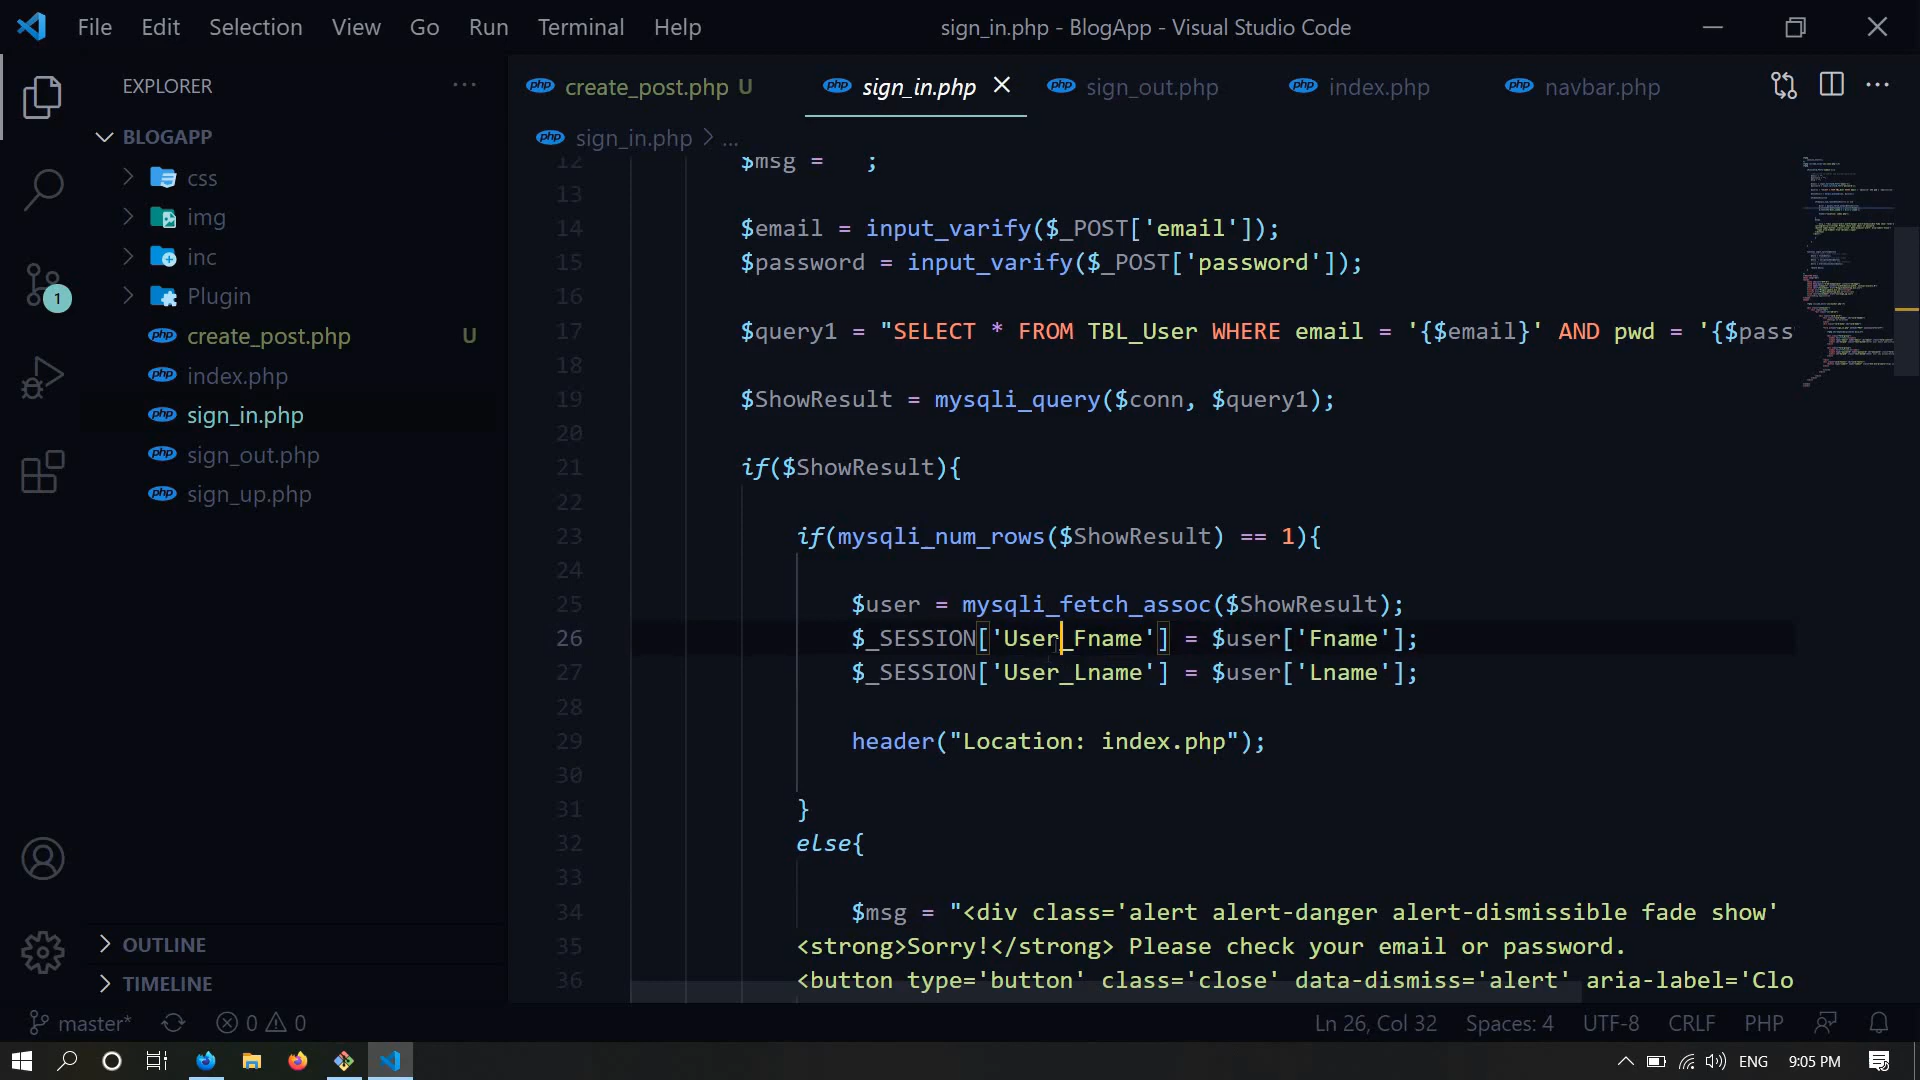 File Edit Selection View Go Run Terminal Help
sign_in.php - BlogApp - Visual Studio Code
EXPLORER
create_post.php U
sign_in.php
sign_out.php
index.php
navbar.php
BLOGAPP
css
img
inc
Plugin
create_post.php U
index.php
sign_in.php
sign_out.php
sign_up.php
OUTLINE
TIMELINE
1
sign_in.php > ...
12 $msg = ;
13
14 $email = input_varify($_POST['email']);
15 $password = input_varify($_POST['password']);
16
17 $query1 = "SELECT * FROM TBL_User WHERE email = '{$email}' AND pwd = '{$pass
18
19 $ShowResult = mysqli_query($conn, $query1);
20
21 if($ShowResult){
22
23 if(mysqli_num_rows($ShowResult) == 1){
24
25 $user = mysqli_fetch_assoc($ShowResult);
26 $_SESSION['User_Fname'] = $user['Fname'];
27 $_SESSION['User_Lname'] = $user['Lname'];
28
29 header("Location: index.php");
30
31 }
32 else{
33
34 $msg = "<div class='alert alert-danger alert-dismissible fade show'
35 <strong>Sorry!</strong> Please check your email or password.
36 <button type='button' class='close' data-dismiss='alert' aria-label='Clo
master* 0 0
Ln 26, Col 32 Spaces: 4 UTF-8 CRLF PHP
ENG 9:05 PM